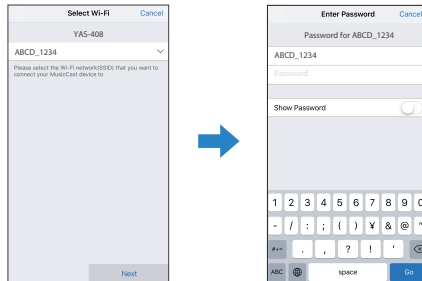 Select Wi-Fi Cancel
YAS-408
ABCD_1234
Please select the Wi-Fi network(SSID) that you want to
connect your MusicCast device to
Next
Enter Password Cancel
Password for ABCD_1234
ABCD_1234
Password
Show Password
1 2 3 4 5 6 7 8 9 0
- / : ; ( ) ¥ & @ "
#+= . , ? ! '
ABC space Go